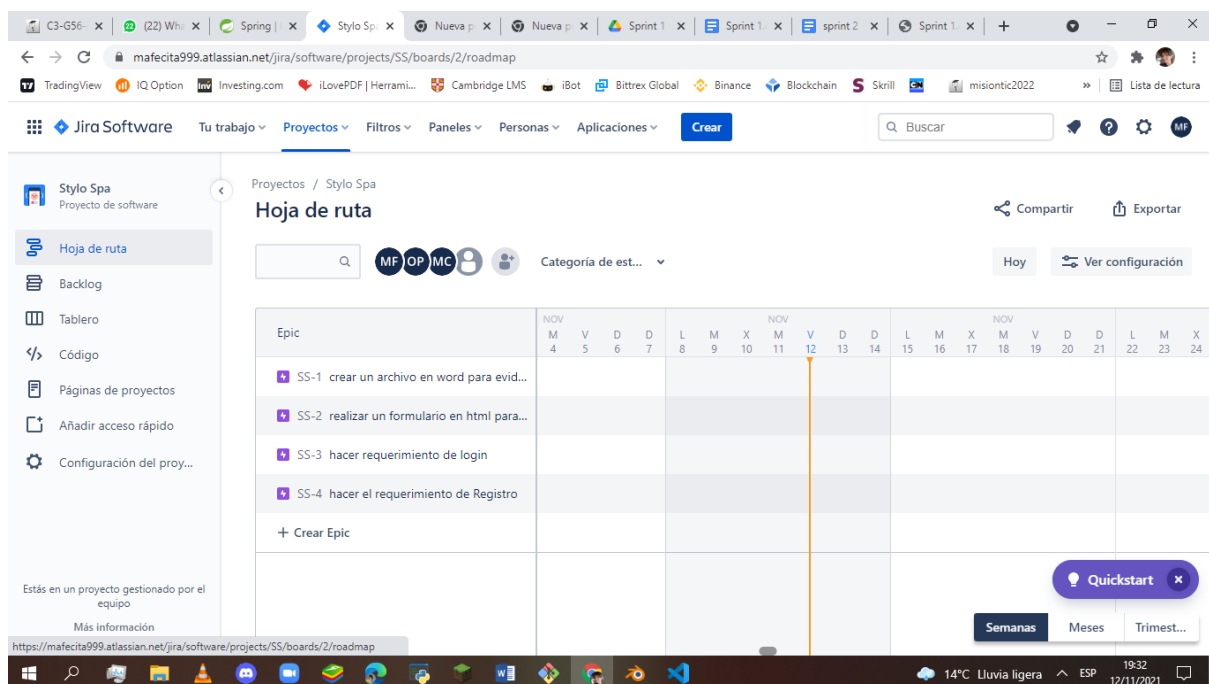 C3-G56-
(22) Wha
Spring |
Stylo Sp
Nueva p
Nueva p
Sprint 1
Sprint 1.
sprint 2
Sprint 1.
mafecita999.atlassian.net/jira/software/projects/SS/boards/2/roadmap
TradingView
IQ Option
Investing.com
iLovePDF | Herrami...
Cambridge LMS
iBot
Bittrex Global
Binance
Blockchain
Skrill
misiontic2022
»
Lista de lectura
Jira Software
Tu trabajo
Proyectos
Filtros
Paneles
Personas
Aplicaciones
Crear
Buscar
MF
Stylo Spa
Proyecto de software
Hoja de ruta
Backlog
Tablero
Código
Páginas de proyectos
Añadir acceso rápido
Configuración del proy...
Estás en un proyecto gestionado por el
equipo
Más información
Proyectos / Stylo Spa
Hoja de ruta
Compartir
Exportar
MF OP MC
Categoría de est...
Hoy
Ver configuración
Epic
NOV NOV NOV
M V D D L M X M V D D L M X M V D D L M X
4 5 6 7 8 9 10 11 12 13 14 15 16 17 18 19 20 21 22 23 24
SS-1 crear un archivo en word para evid...
SS-2 realizar un formulario en html para...
SS-3 hacer requerimiento de login
SS-4 hacer el requerimiento de Registro
+ Crear Epic
Quickstart
Semanas Meses Trimest...
https://mafecita999.atlassian.net/jira/software/projects/SS/boards/2/roadmap
14°C Lluvia ligera
ESP
19:32
12/11/2021